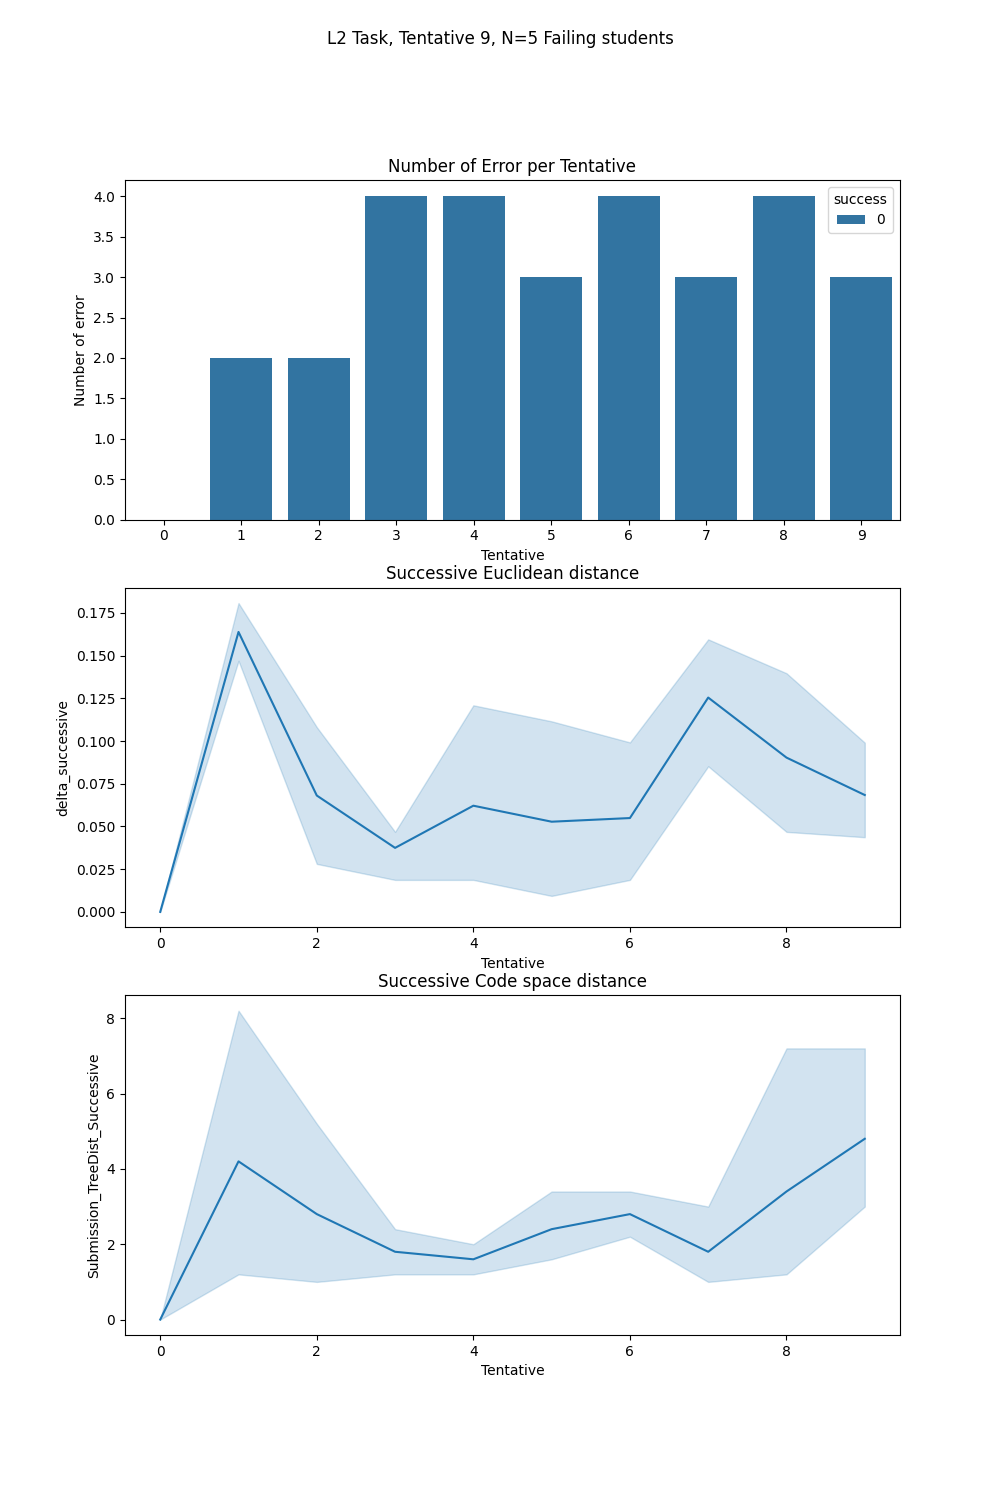 L2 Task, Tentative 9, N=5 Failing students
Number of Error per Tentative
4.0
3.5
3.0
2.5
2.0
1.5
1.0
0.5
0.0
Number of error
success
0
0 1 2 3 4 5 6 7 8 9
Tentative
Successive Euclidean distance
0.175
0.150
0.125
0.100
0.075
0.050
0.025
0.000
delta_successive
0 2 4 6 8
Tentative
Successive Code space distance
8
6
4
2
0
Submission_TreeDist_Successive
0 2 4 6 8
Tentative